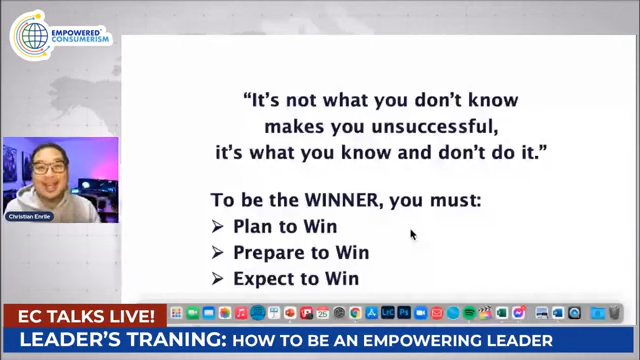 EMPOWERED
CONSUMERISM
“It’s not what you don’t know
makes you unsuccessful,
it’s what you know and don’t do it.”
To be the WINNER, you must:
➢ Plan to Win
➢ Prepare to Win
➢ Expect to Win
Christian Enrile
EC TALKS LIVE!
LEADER'S TRANING: HOW TO BE AN EMPOWERING LEADER